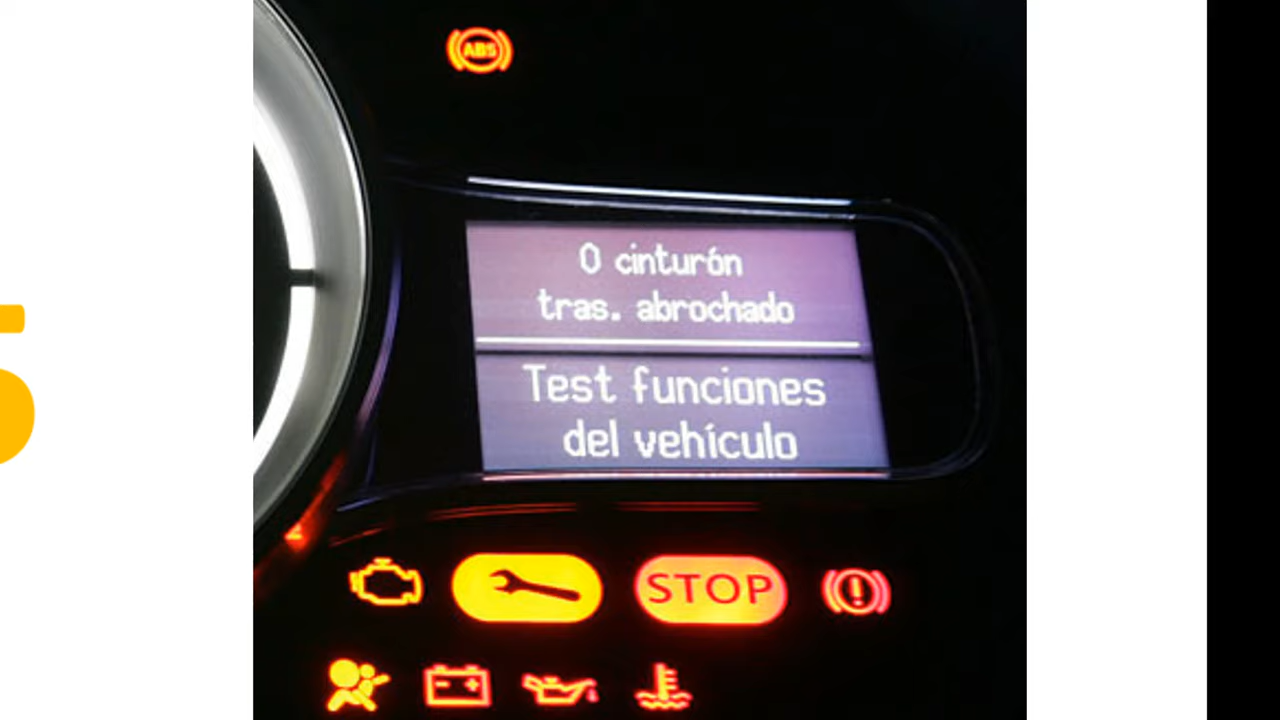 ABS
0 cinturón
tras. abrochado
Test funciones
del vehículo
STOP